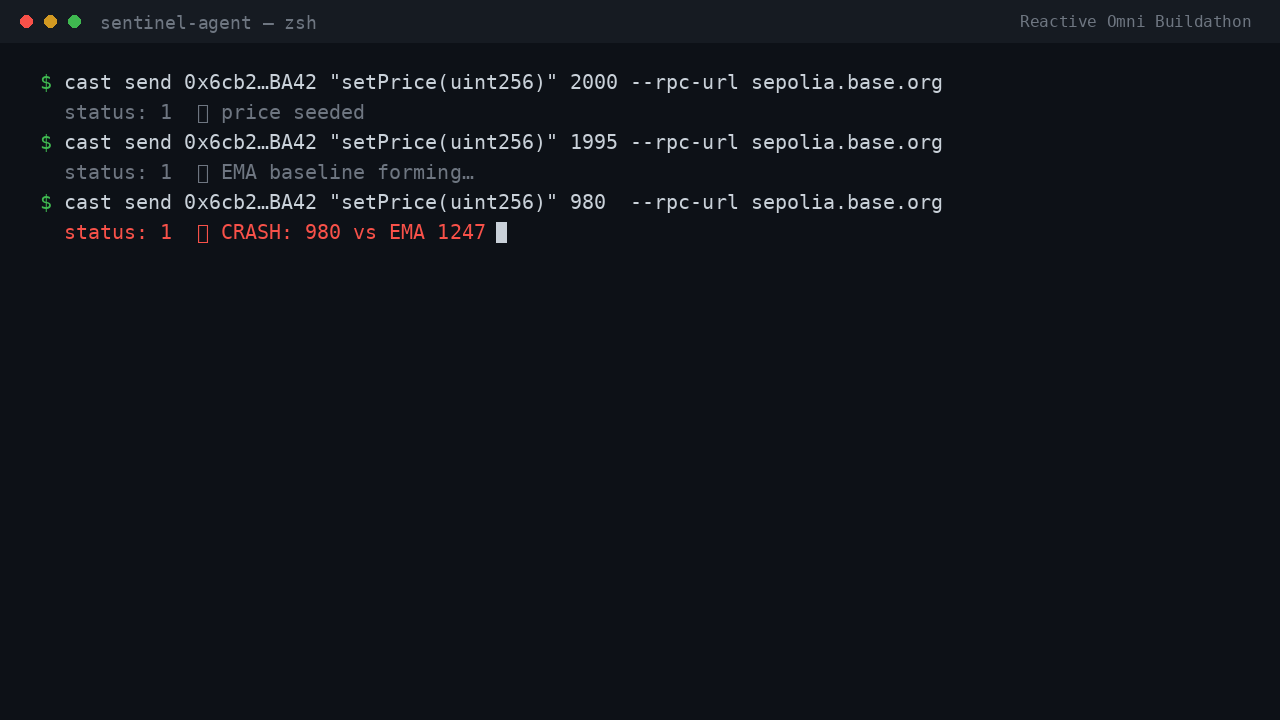 sentinel-agent — zsh
Reactive Omni Buildathon
$ cast send 0x6cb2…BA42 "setPrice(uint256)" 2000 --rpc-url sepolia.base.org
status: 1 ▯ price seeded
$ cast send 0x6cb2…BA42 "setPrice(uint256)" 1995 --rpc-url sepolia.base.org
status: 1 ▯ EMA baseline forming…
$ cast send 0x6cb2…BA42 "setPrice(uint256)" 980  --rpc-url sepolia.base.org
status: 1 ▯ CRASH: 980 vs EMA 1247